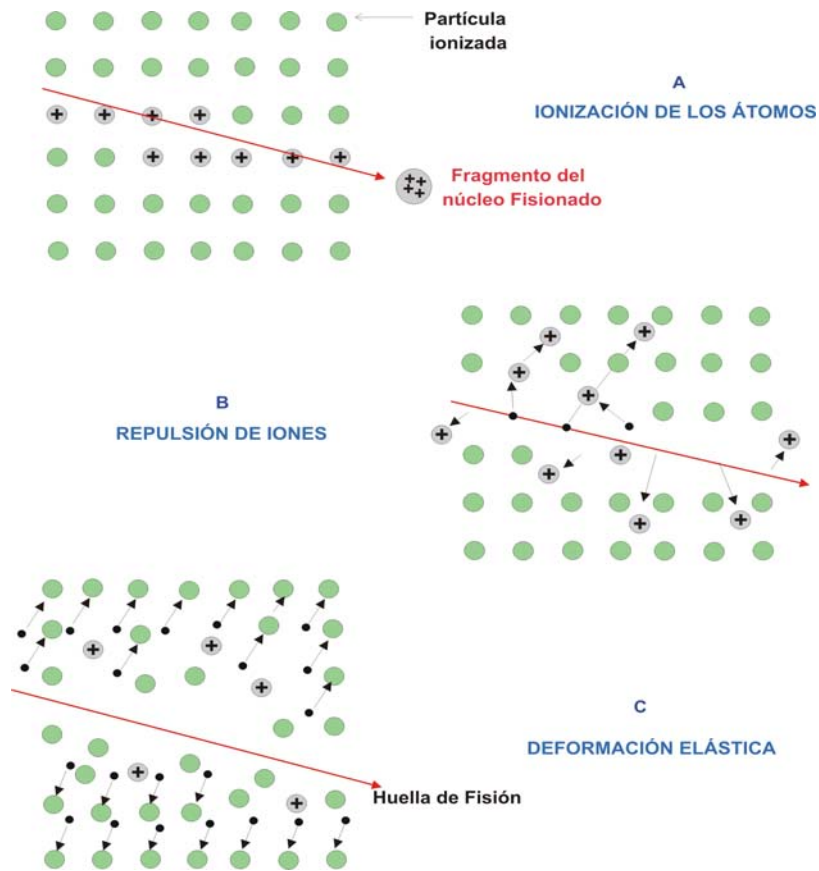 Partícula
ionizada
A
IONIZACIÓN DE LOS ÁTOMOS
Fragmento del
núcleo Fisionado
B
REPULSIÓN DE IONES
C
DEFORMACIÓN ELÁSTICA
Huella de Fisión